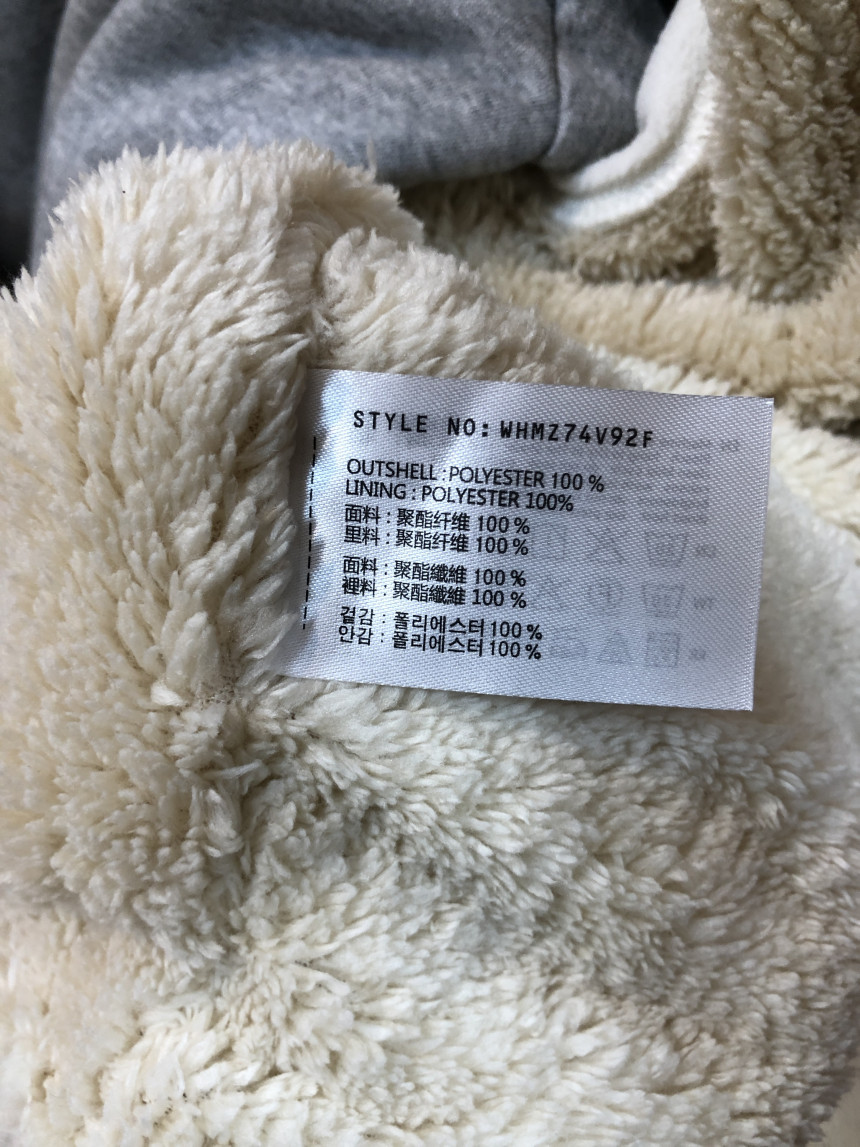 STYLE NO: WHMZ74V92F
OUTSHELL : POLYESTER 100 %
LINING : POLYESTER 100%
面料 : 聚酯纤维 100 %
里料 : 聚酯纤维 100 %
面料 : 聚酯纖維 100 %
裡料 : 聚酯纖維 100 %
겉감 : 폴리에스터 100 %
안감 : 폴리에스터 100 %